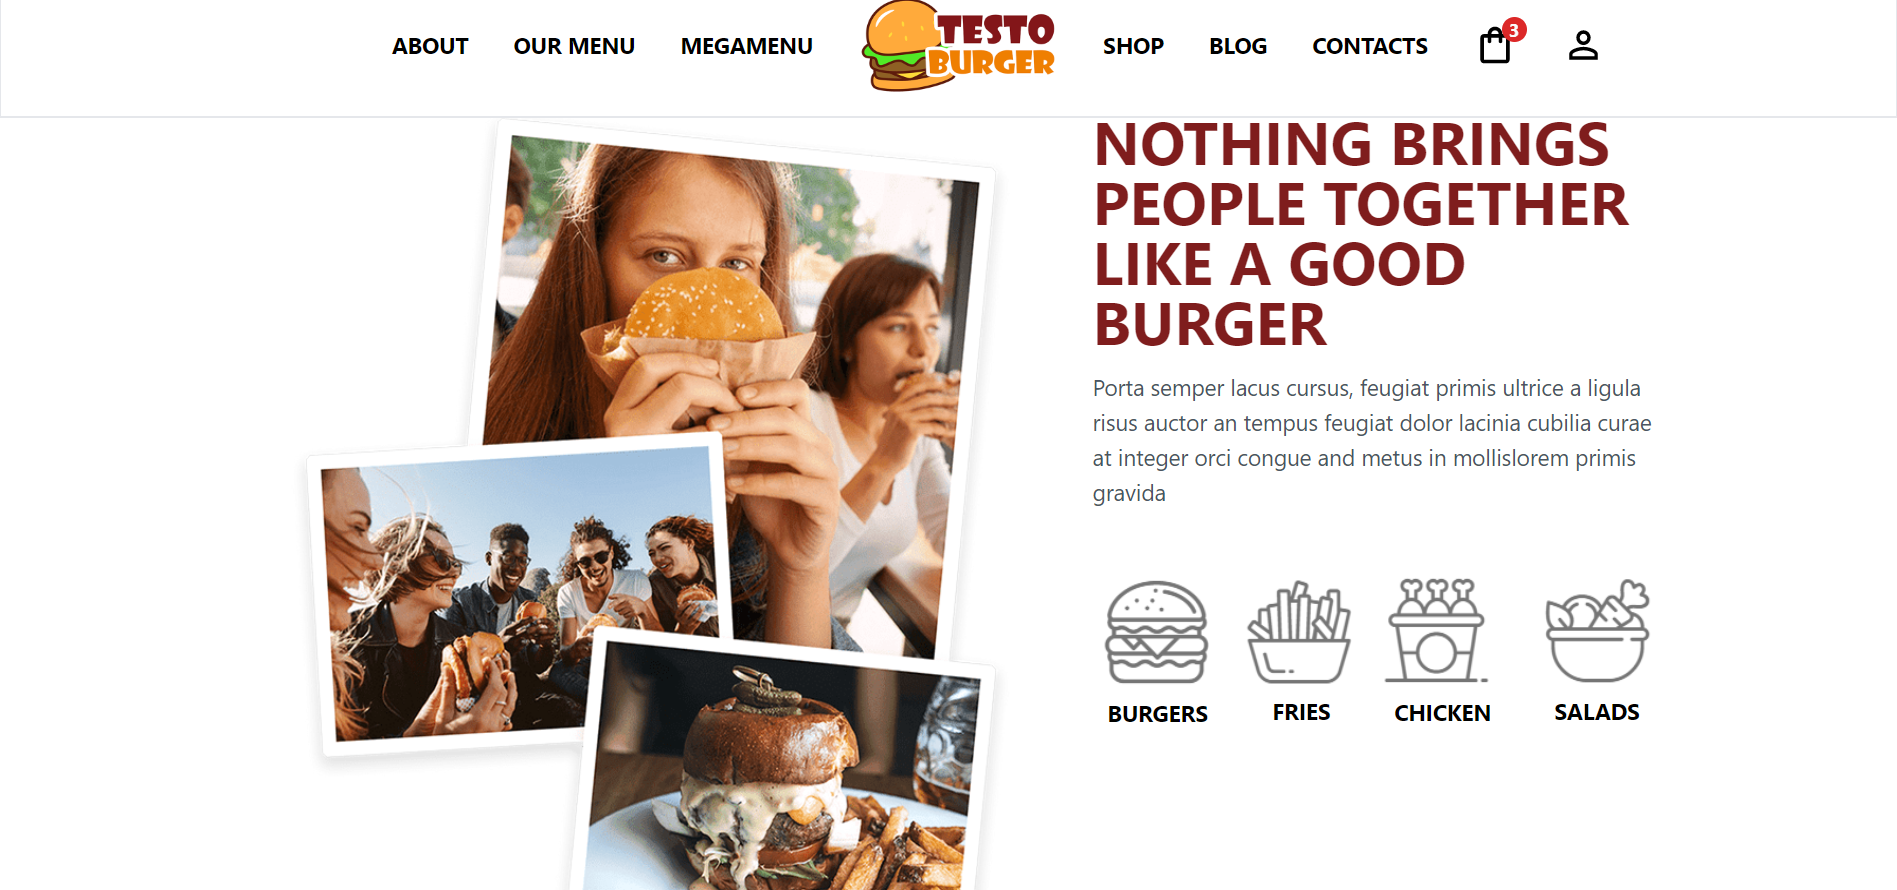 ABOUT
OUR MENU
MEGAMENU
TESTO
BURGER
SHOP
BLOG
CONTACTS
3
NOTHING BRINGS
PEOPLE TOGETHER
LIKE A GOOD
BURGER
Porta semper lacus cursus, feugiat primis ultrice a ligula
risus auctor an tempus feugiat dolor lacinia cubilia curae
at integer orci congue and metus in mollislorem primis
gravida
BURGERS
FRIES
CHICKEN
SALADS